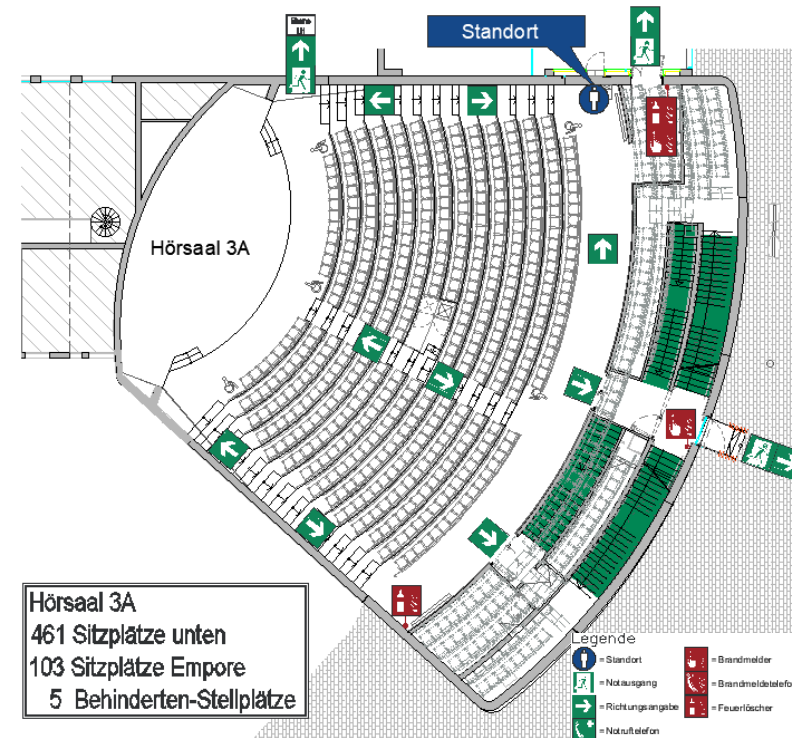 Standort
Hörsaal 3A
Hörsaal 3A
461 Sitzplätze unten
103 Sitzplätze Empore
5 Behinderten-Stellplätze
Legende
= Standort
= Notausgang
= Richtungsangabe
= Notruftelefon
= Brandmelder
= Brandmeldetelefo
= Feuerlöscher